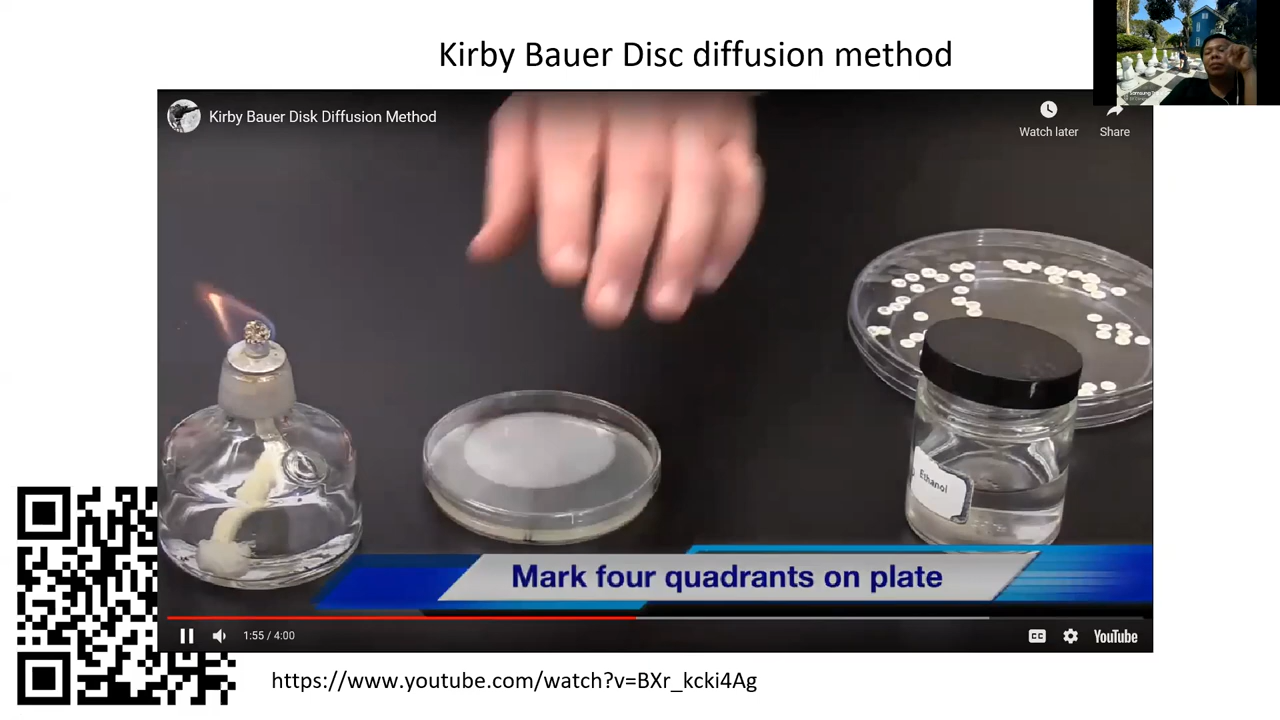 Kirby Bauer Disc diffusion method
Kirby Bauer Disk Diffusion Method
Watch later
Share
Ethanol
Mark four quadrants on plate
1:55 / 4:00
CC
YouTube
https://www.youtube.com/watch?v=BXr_kcki4Ag